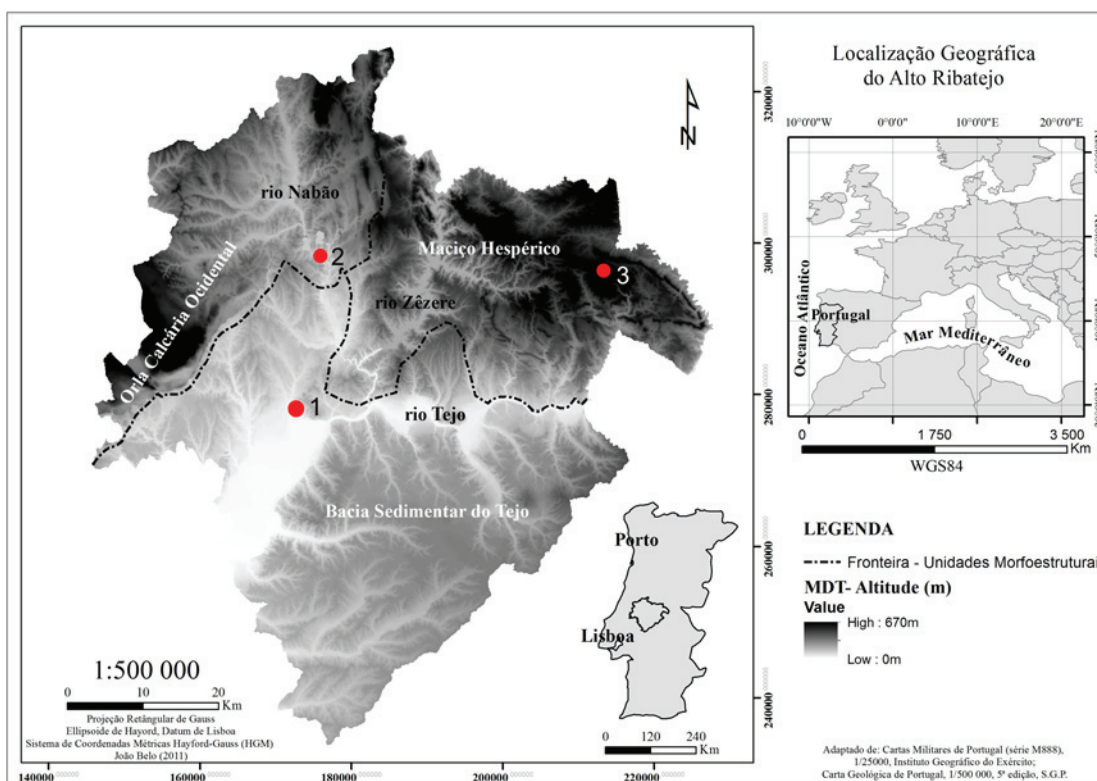 Localização Geográfica
do Alto Ribatejo
10°0'0"W
0°0'0"
10°0'0"E
20°0'0"E
Oceano Atlântico
Portugal
Mar Mediterrâneo
0
1 750
3 500
Km
WGS84
N
rio Nabão
2
Maciço Hespérico
3
rio Zêzere
Orla Calcária Ocidental
1
rio Tejo
Bacia Sedimentar do Tejo
320000
300000
280000
260000
240000
Porto
Lisboa
0
120
240
Km
LEGENDA
Fronteira - Unidades Morfoestruturai
MDT- Altitude (m)
Value
High : 670m
Low : 0m
1:500 000
0
10
20
Km
Projeção Retângular de Gauss
Ellipsoide de Hayord, Datum de Lisboa
Sistema de Coordenadas Métricas Hayford-Gauss (HGM)
João Belo (2011)
140000
160000
180000
200000
220000
Adaptado de: Cartas Militares de Portugal (série M888),
1/25000, Instituto Geográfico do Exército;
Carta Geológica de Portugal, 1/500 000, 5ª edição, S.G.P.